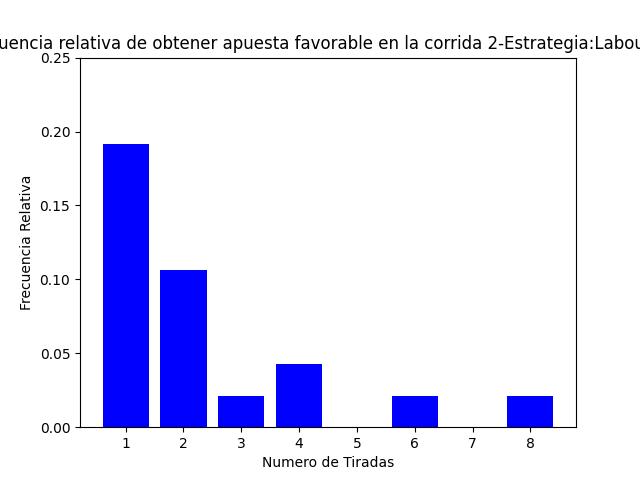 uencia relativa de obtener apuesta favorable en la corrida 2-Estrategia:Labou
0.25
0.20
0.15
0.10
0.05
0.00
Frecuencia Relativa
1 2 3 4 5 6 7 8
Numero de Tiradas